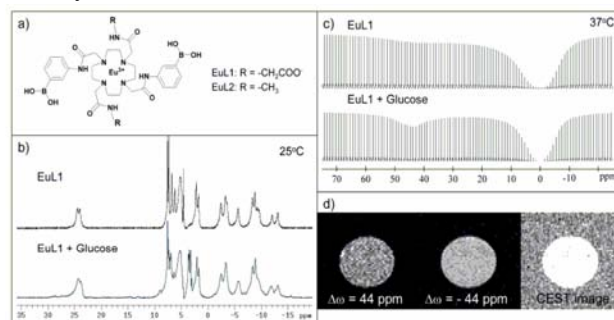 a)
R
HN
O
O
B(OH)OH
NH
N
N
Eu3+
N
N
HN
HO
B
OH
O
O
NH
R
EuL1: R = -CH2COO-
EuL2: R = -CH3
b)
25°C
EuL1
EuL1 + Glucose
35 30 25 20 15 10 5 0 -5 -10 -15 ppm
c)
37°C
EuL1
EuL1 + Glucose
70 60 50 40 30 20 10 0 -10 ppm
d)
Δω = 44 ppm
Δω = - 44 ppm
CEST image